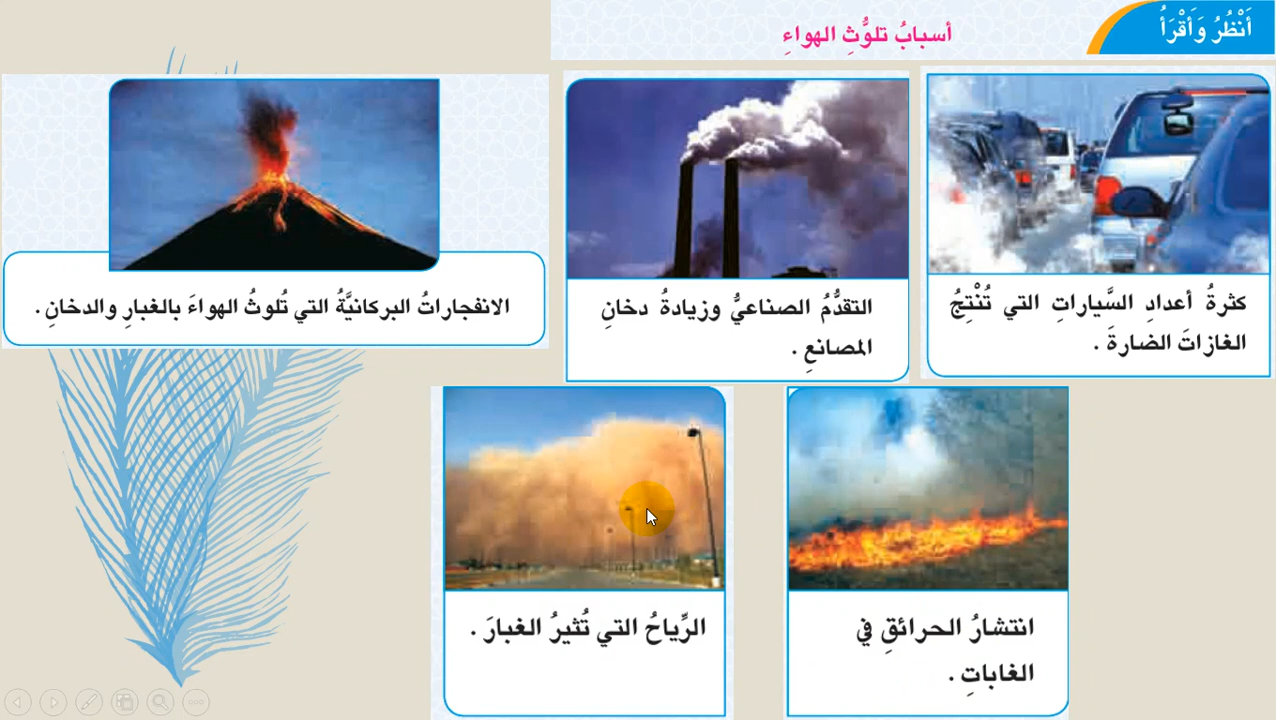 أَنْظُرُ وَأَقْرَأُ
أسبابُ تلوُّثِ الهواءِ
كثرةُ أعدادِ السَّياراتِ التي تُنْتِجُ
الغازاتَ الضارةَ .
التقدُّمُ الصناعيُّ وزيادةُ دخانِ
المصانعِ .
الانفجاراتُ البركانيَّةُ التي تُلوثُ الهواءَ بالغبارِ والدخانِ .
انتشارُ الحرائقِ في
الغاباتِ .
الرِّياحُ التي تُثيرُ الغبارَ .